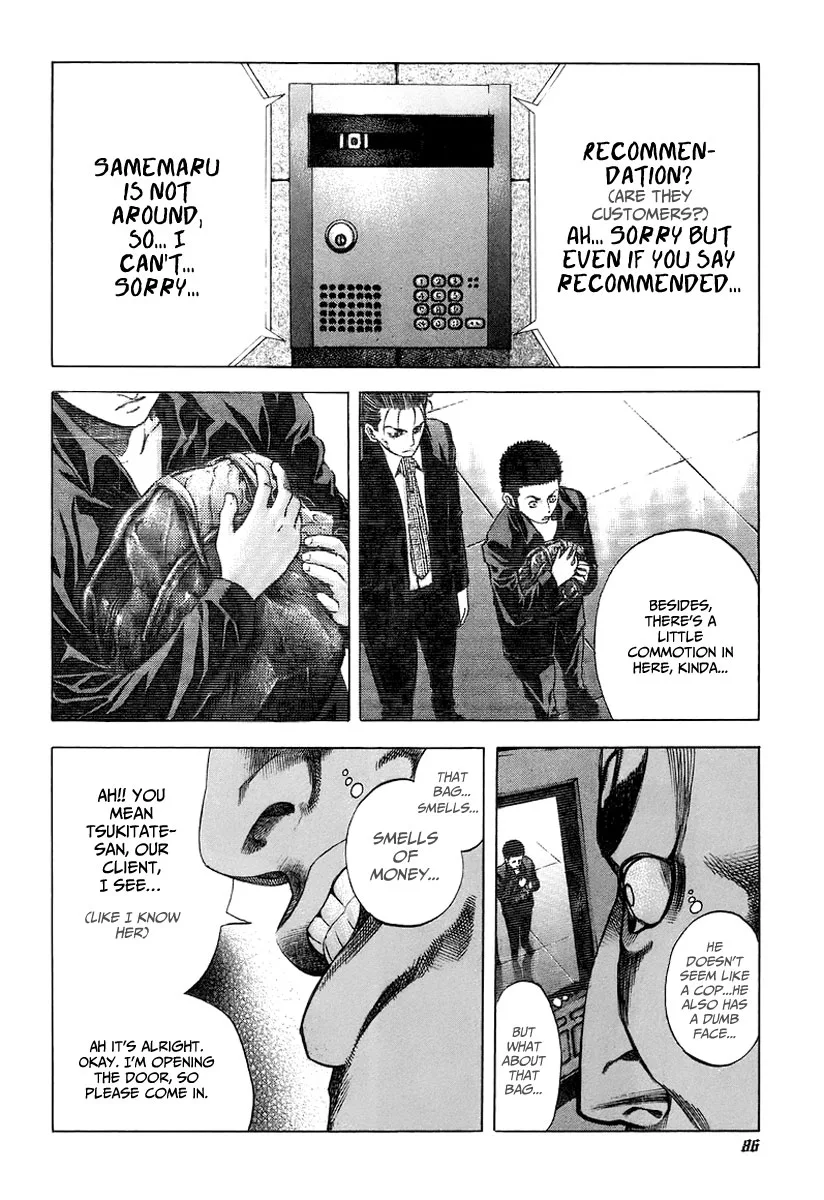 RECOMMEN-
DATION?
(ARE THEY
CUSTOMERS?)
AH... SORRY BUT
EVEN IF YOU SAY
RECOMMENDED...
SAMEMARU
IS NOT
AROUND,
SO... I
CAN'T...
SORRY...
BESIDES,
THERE'S A
LITTLE
COMMOTION IN
HERE, KINDA...
HE
DOESN'T
SEEM LIKE
A COP...HE
ALSO HAS
A DUMB
FACE...
BUT
WHAT
ABOUT
THAT
BAG...
THAT
BAG...
SMELLS...
SMELLS
OF
MONEY...
AH!! YOU
MEAN
TSUKITATE-
SAN, OUR
CLIENT,
I SEE...
(LIKE I KNOW
HER)
AH IT'S ALRIGHT.
OKAY. I'M OPENING
THE DOOR, SO
PLEASE COME IN.
86